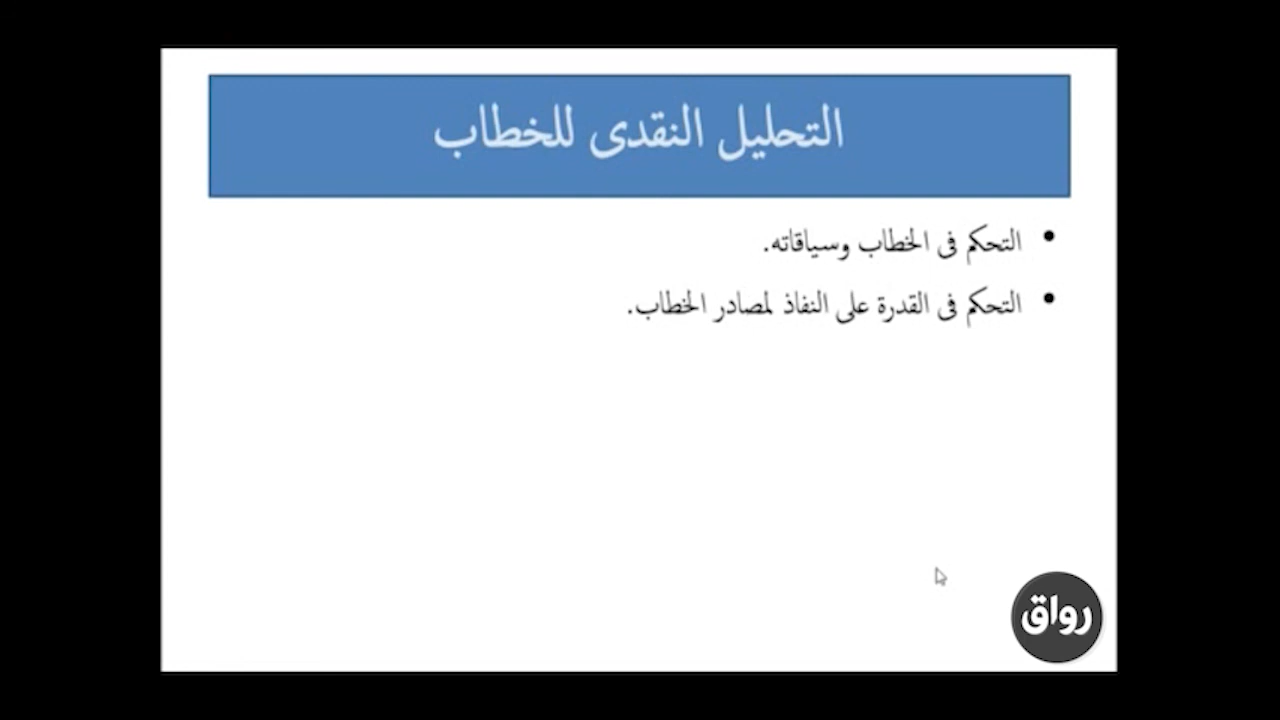 التحليل النقدى للخطاب
• التحكم فى الخطاب وسياقاته.
• التحكم فى القدرة على النفاذ لمصادر الخطاب.
رواق